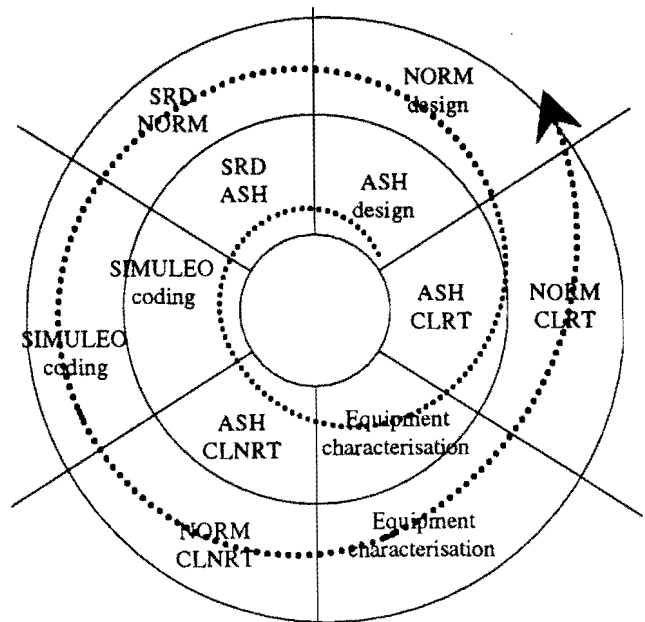 NORM
design
SRD
NORM
SRD
ASH
ASH
design
SIMULEO
coding
ASH
CLRT
NORM
CLRT
SIMULEO
coding
ASH
CLNRT
Equipment
characterisation
NORM
CLNRT
Equipment
characterisation